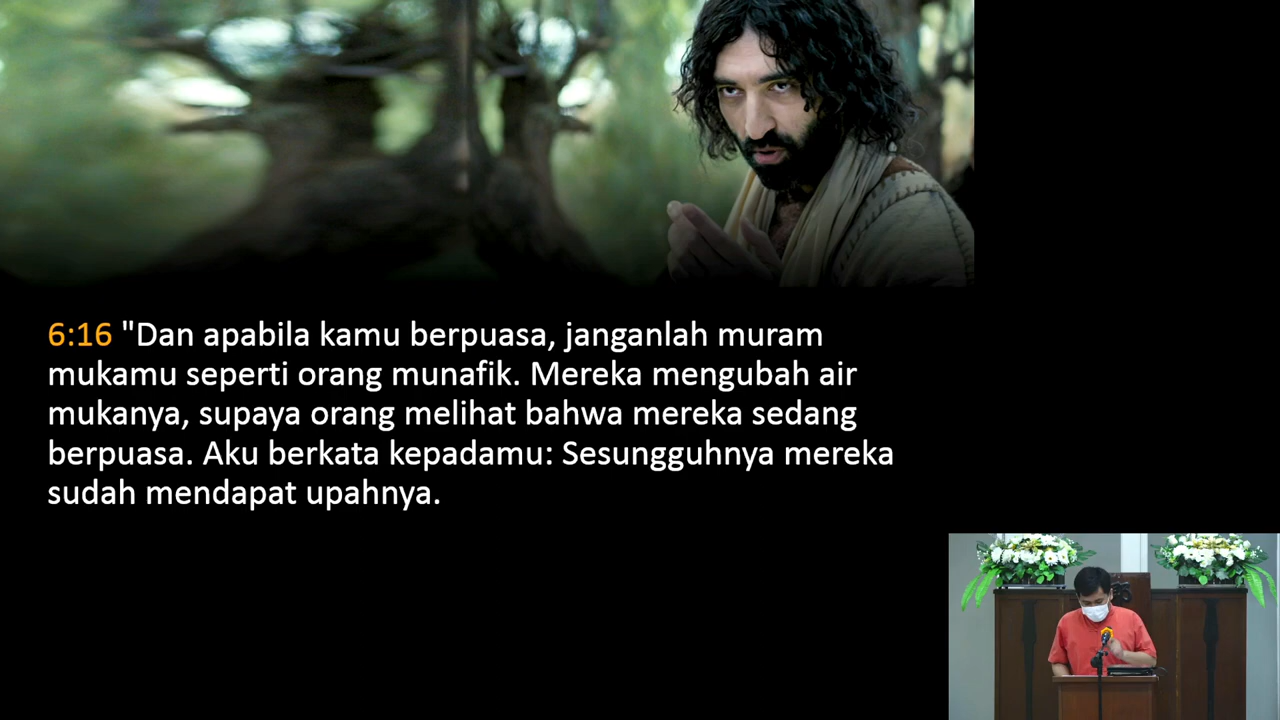 6:16 "Dan apabila kamu berpuasa, janganlah muram
mukamu seperti orang munafik. Mereka mengubah air
mukanya, supaya orang melihat bahwa mereka sedang
berpuasa. Aku berkata kepadamu: Sesungguhnya mereka
sudah mendapat upahnya.